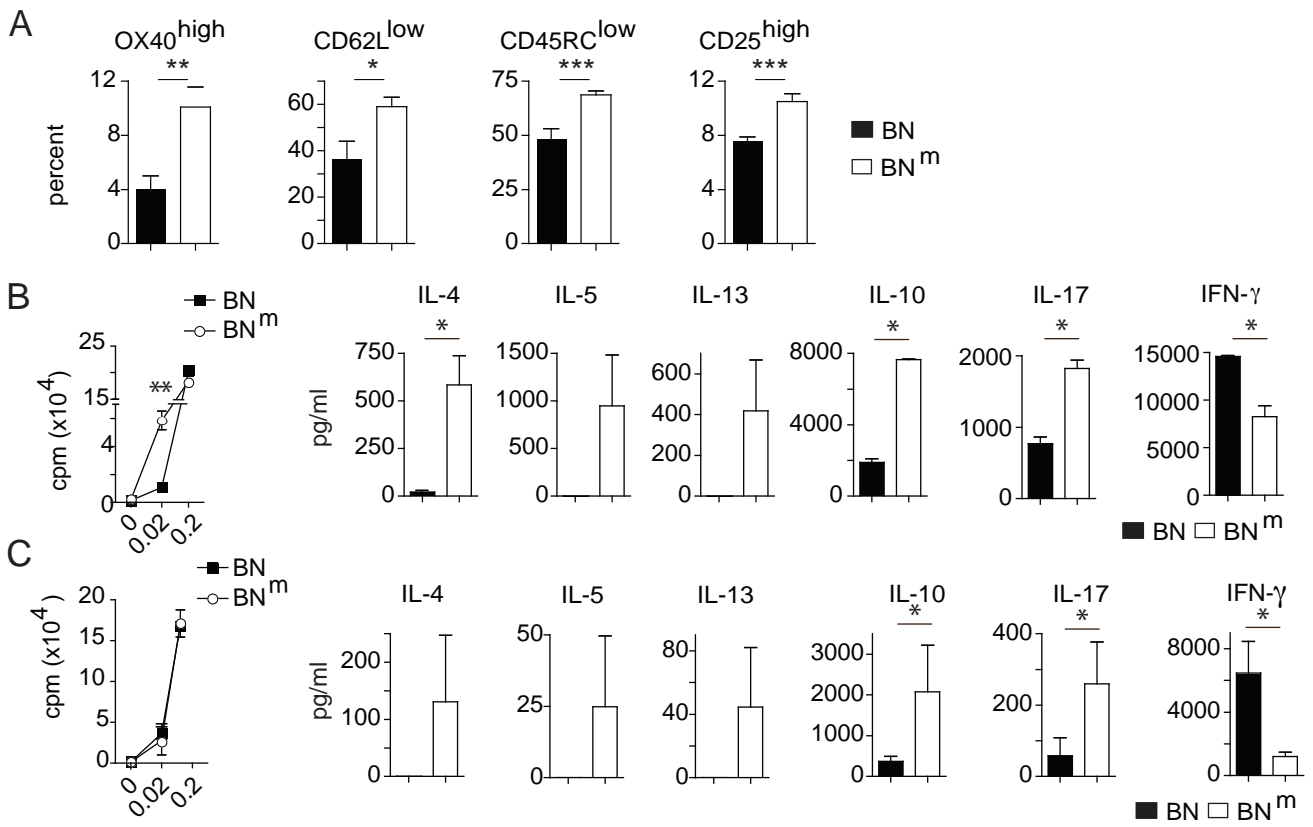 A
OX40high
CD62Llow
CD45RClow
CD25high
**
*
***
***
percent
12
8
4
0
60
40
20
0
75
50
25
0
12
8
4
0
BN
BNm
B
BN
BNm
cpm (x104)
25
15
4
0
**
0
0.02
0.2
IL-4
IL-5
IL-13
IL-10
IL-17
IFN-γ
*
*
*
*
pg/ml
750
500
250
0
1500
1000
500
0
600
400
200
0
8000
4000
0
2000
1000
0
15000
10000
5000
0
BN BNm
C
BN
BNm
cpm (x104)
20
15
10
5
0
0
0.02
0.2
IL-4
IL-5
IL-13
IL-10
IL-17
IFN-γ
*
*
*
pg/ml
200
100
0
50
25
0
80
40
0
3000
2000
1000
0
400
200
0
8000
4000
0
BN BNm